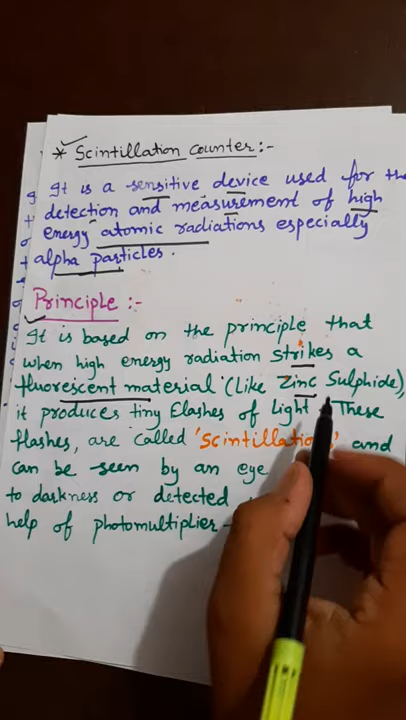 * Scintillation Counter:-
It is a sensitive device used for the
detection and measurement of high
energy atomic radiations especially
alpha particles.
Principle :-
It is based on the principle that
when high energy radiation strikes a
fluorescent material (like Zinc Sulphide),
it produces tiny flashes of light. These
flashes, are called 'Scintillations' and
can be seen by an eye
to darkness or detected
help of photomultiplier